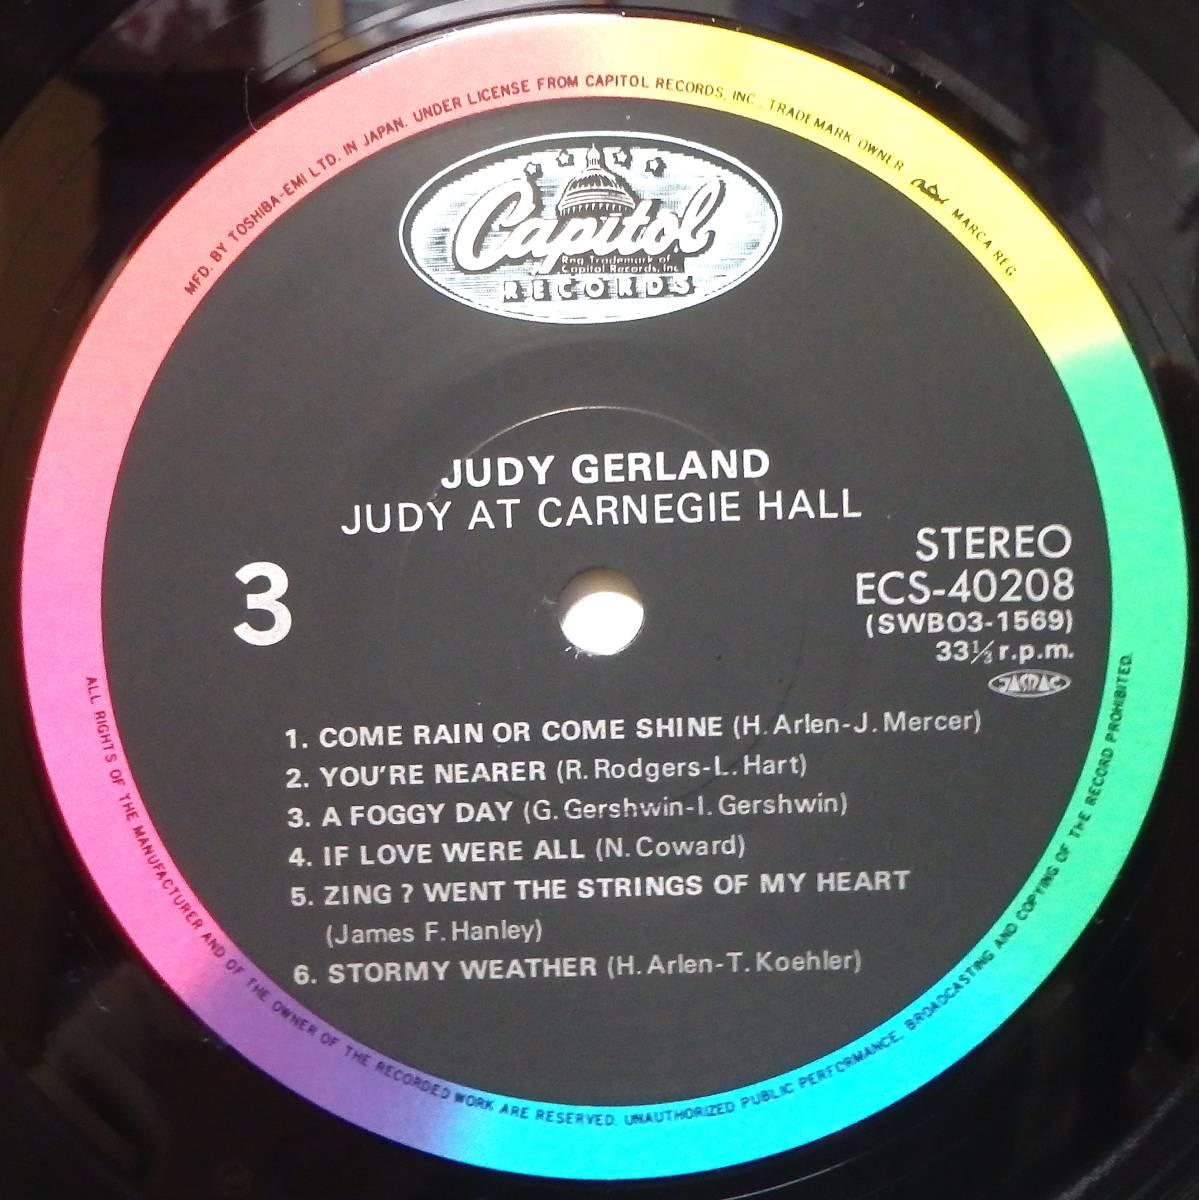 MFD. BY TOSHIBA-EMI LTD. IN JAPAN. UNDER LICENSE FROM CAPITOL RECORDS, INC., TRADEMARK OWNER Capitol MARCA REG
Capitol
Reg. Trademark of
Capitol Records, Inc.
RECORDS
JUDY GERLAND
JUDY AT CARNEGIE HALL
3
STEREO
ECS-40208
(SWBO3-1569)
33⅓ r.p.m.
JASRAC
1. COME RAIN OR COME SHINE (H. Arlen-J. Mercer)
2. YOU'RE NEARER (R. Rodgers-L. Hart)
3. A FOGGY DAY (G. Gershwin-I. Gershwin)
4. IF LOVE WERE ALL (N. Coward)
5. ZING ? WENT THE STRINGS OF MY HEART
(James F. Hanley)
6. STORMY WEATHER (H. Arlen-T. Koehler)
ALL RIGHTS OF THE MANUFACTURER AND OF THE OWNER OF THE RECORDED WORK ARE RESERVED. UNAUTHORIZED PUBLIC PERFORMANCE, BROADCASTING AND COPYING OF THE RECORD PROHIBITED.